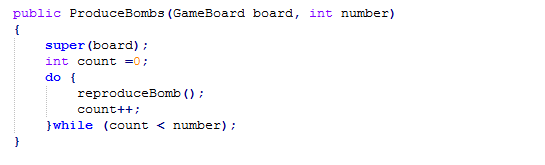 public ProduceBombs(GameBoard board, int number)
{
super(board);
int count =0;
do {
reproduceBomb();
count++;
}while (count < number);
}